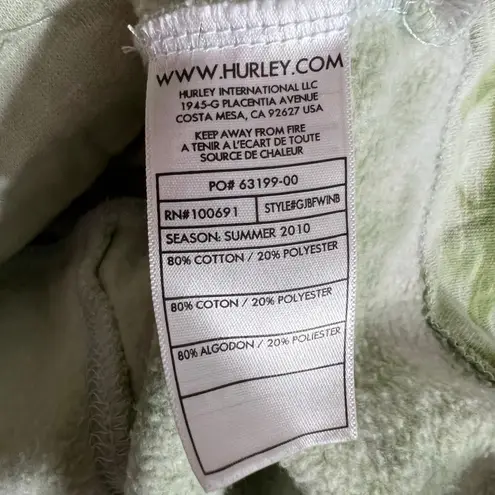 WWW.HURLEY.COM
HURLEY INTERNATIONAL LLC
1945-G PLACENTIA AVENUE
COSTA MESA, CA 92627 USA
KEEP AWAY FROM FIRE
A TENIR A L'ECART DE TOUTE
SOURCE DE CHALEUR
PO# 63199-00
RN#100691 STYLE#GJBFWINB
SEASON: SUMMER 2010
80% COTTON / 20% POLYESTER
80% COTON / 20% POLYESTER
80% ALGODON / 20% POLIESTER